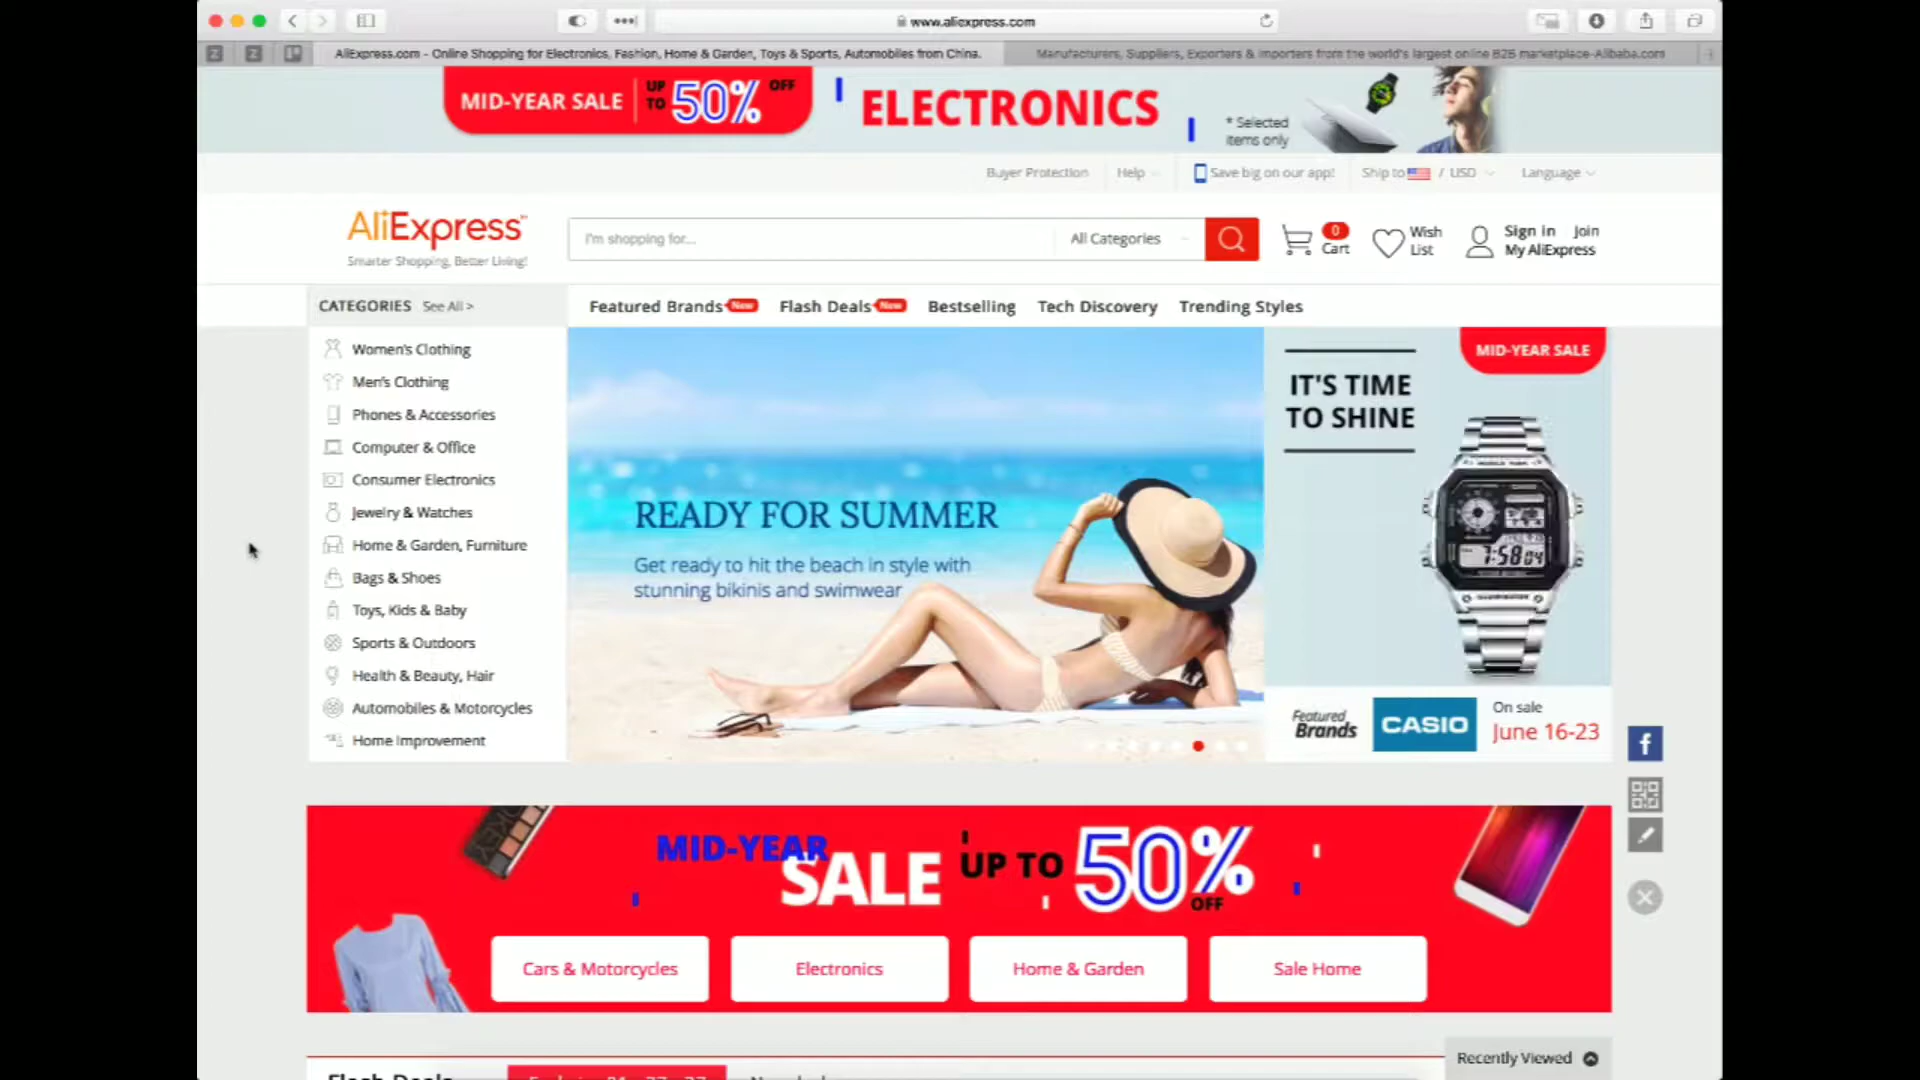 www.aliexpress.com
AliExpress.com - Online Shopping for Electronics, Fashion, Home & Garden, Toys & Sports, Automobiles from China.
Manufacturers, Suppliers, Exporters & Importers from the world's largest online B2B marketplace-Alibaba.com
MID-YEAR SALE UP TO 50% OFF
ELECTRONICS
* Selected
items only
Buyer Protection
Help
Save big on our app!
Ship to / USD
Language
AliExpress™
Smarter Shopping, Better Living!
I'm shopping for...
All Categories
0
Cart
Wish
List
Sign in Join
My AliExpress
CATEGORIES See All >
Featured Brands New
Flash Deals New
Bestselling
Tech Discovery
Trending Styles
Women's Clothing
Men's Clothing
Phones & Accessories
Computer & Office
Consumer Electronics
Jewelry & Watches
Home & Garden, Furniture
Bags & Shoes
Toys, Kids & Baby
Sports & Outdoors
Health & Beauty, Hair
Automobiles & Motorcycles
Home Improvement
READY FOR SUMMER
Get ready to hit the beach in style with
stunning bikinis and swimwear
MID-YEAR SALE
IT'S TIME
TO SHINE
7:58 04
Featured
Brands
CASIO
On sale
June 16-23
f
MID-YEAR
SALE
UP TO 50%
OFF
Cars & Motorcycles
Electronics
Home & Garden
Sale Home
Recently Viewed
Flash Deals